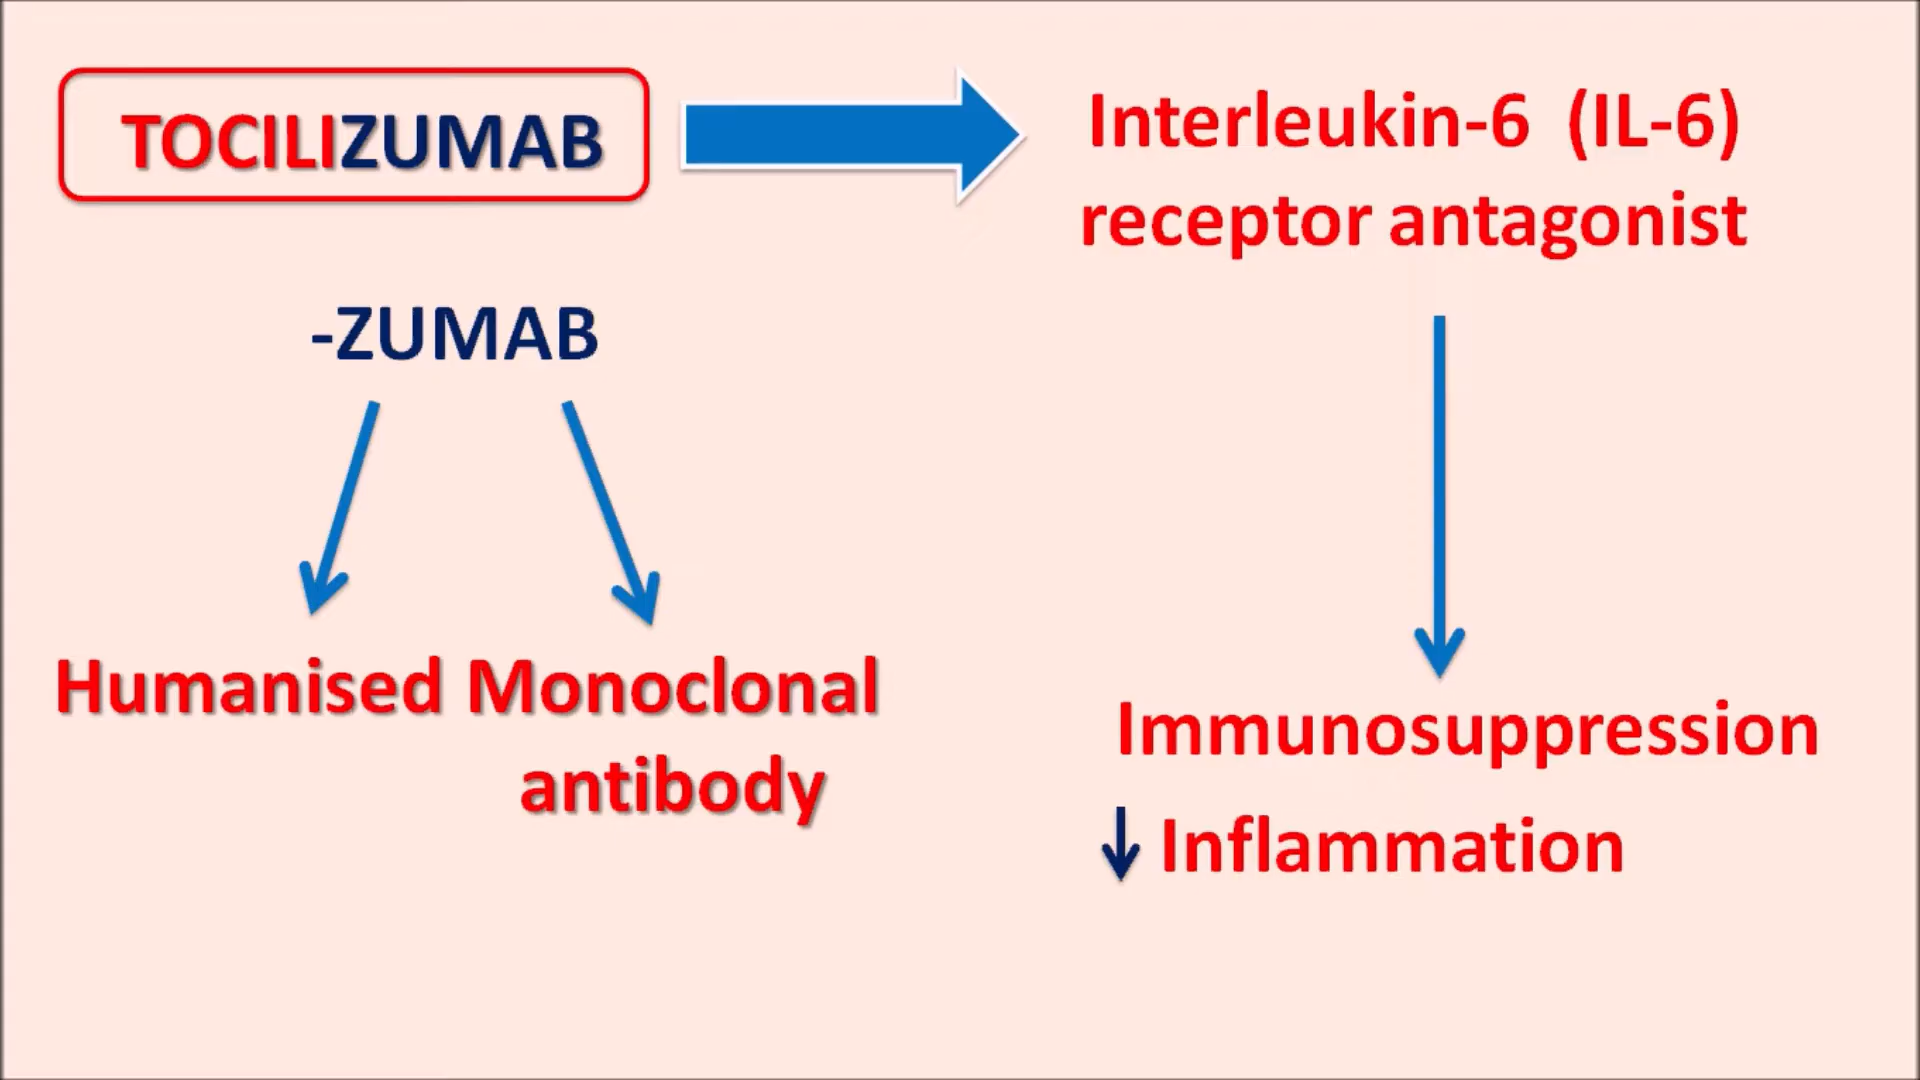 TOCILIZUMAB
Interleukin-6 (IL-6)
receptor antagonist
-ZUMAB
Humanised Monoclonal
antibody
Immunosuppression
↓ Inflammation